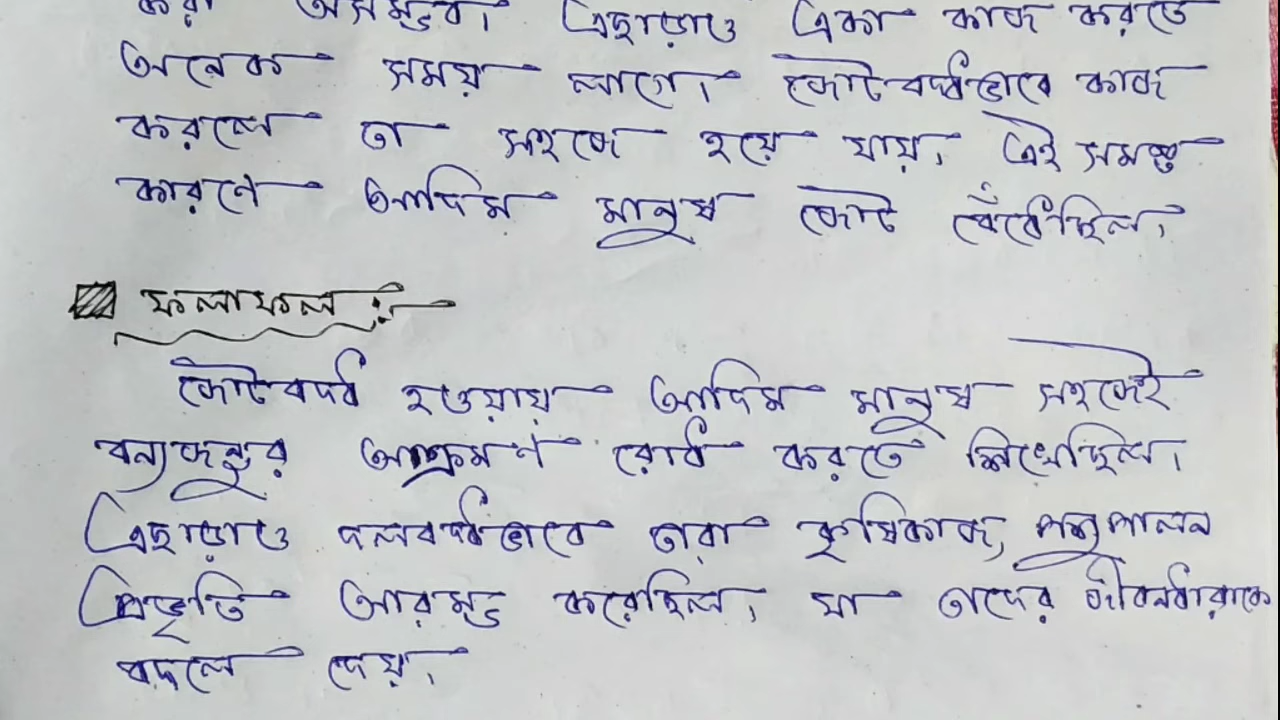 করা অসম্ভব। এছাড়াও একা কাজ করতে
অনেক সময় লাগে। জোটবদ্ধভাবে কাজ
করলে তা সহজে হয়ে যায়। এই সমস্ত
কারণে আদিম মানুষ জোট বেঁধেছিল।
ফলাফল :-
জোটবদ্ধ হওয়ায় আদিম মানুষ সহজেই
বন্যজন্তুর আক্রমণ রোধ করতে শিখেছিল।
এছাড়াও দলবদ্ধভাবে তারা কৃষিকাজ, পশুপালন
প্রভৃতি আরম্ভ করেছিল। যা তাদের জীবনধারাকে
বদলে দেয়।